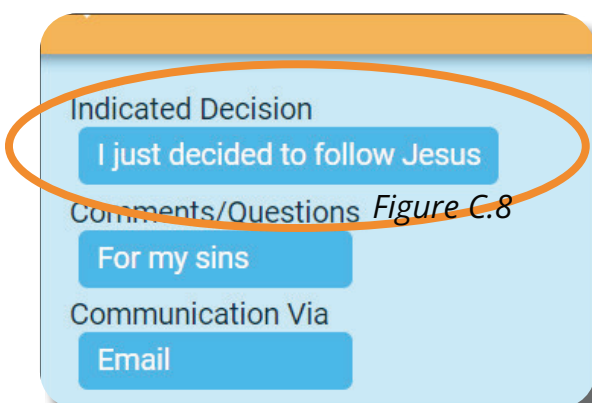 Indicated Decision
I just decided to follow Jesus
Comments/Questions Figure C.8
For my sins
Communication Via
Email